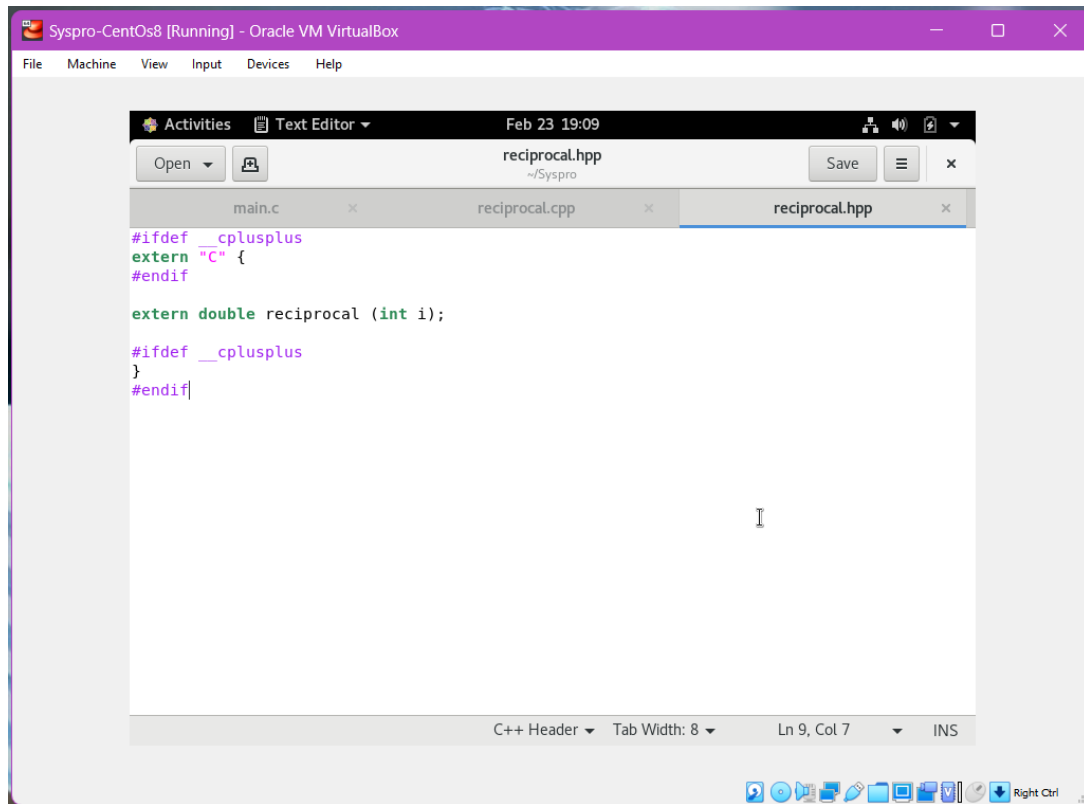 Syspro-CentOs8 [Running] - Oracle VM VirtualBox
File Machine View Input Devices Help
Activities Text Editor Feb 23 19:09
Open reciprocal.hpp Save
~/Syspro
main.c reciprocal.cpp reciprocal.hpp
#ifdef __cplusplus
extern "C" {
#endif
extern double reciprocal (int i);
#ifdef __cplusplus
}
#endif
C++ Header Tab Width: 8 Ln 9, Col 7 INS
Right Ctrl